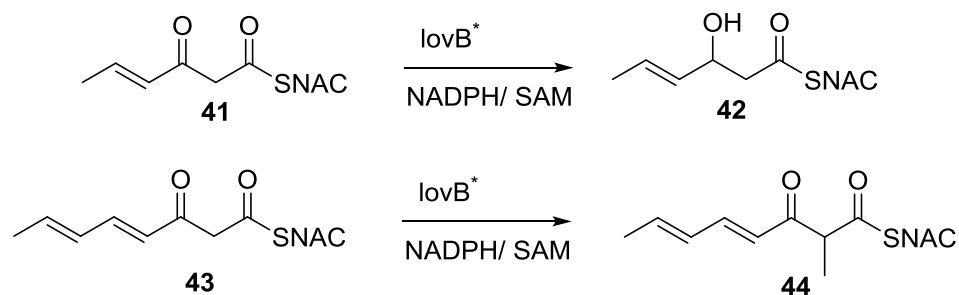 O O
SNAC
41
lovB*
NADPH/ SAM
OH O
SNAC
42
O O
SNAC
43
lovB*
NADPH/ SAM
O O
SNAC
44